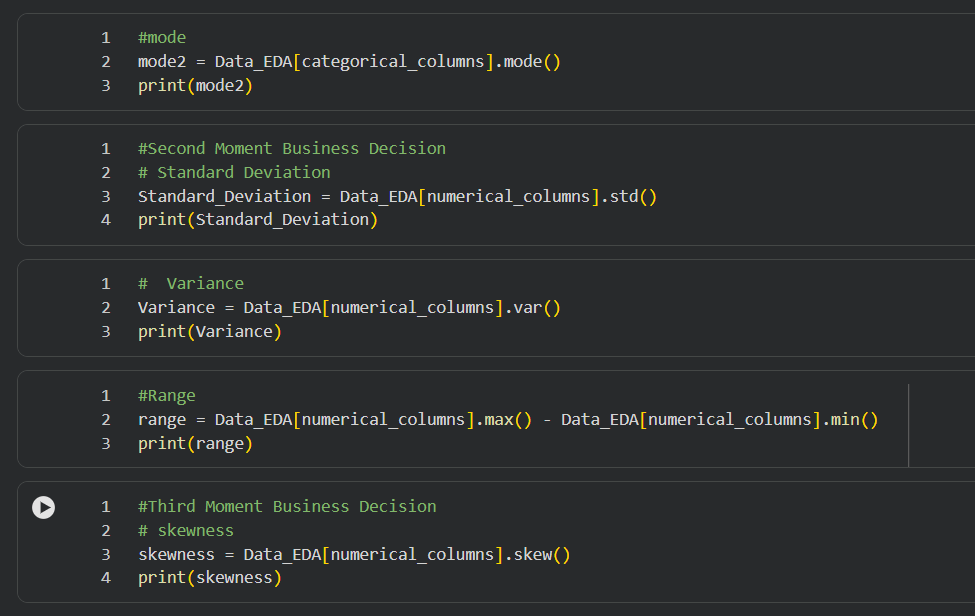 1 #mode
2 mode2 = Data_EDA[categorical_columns].mode()
3 print(mode2)
1 #Second Moment Business Decision
2 # Standard Deviation
3 Standard_Deviation = Data_EDA[numerical_columns].std()
4 print(Standard_Deviation)
1 #  Variance
2 Variance = Data_EDA[numerical_columns].var()
3 print(Variance)
1 #Range
2 range = Data_EDA[numerical_columns].max() - Data_EDA[numerical_columns].min()
3 print(range)
1 #Third Moment Business Decision
2 # skewness
3 skewness = Data_EDA[numerical_columns].skew()
4 print(skewness)